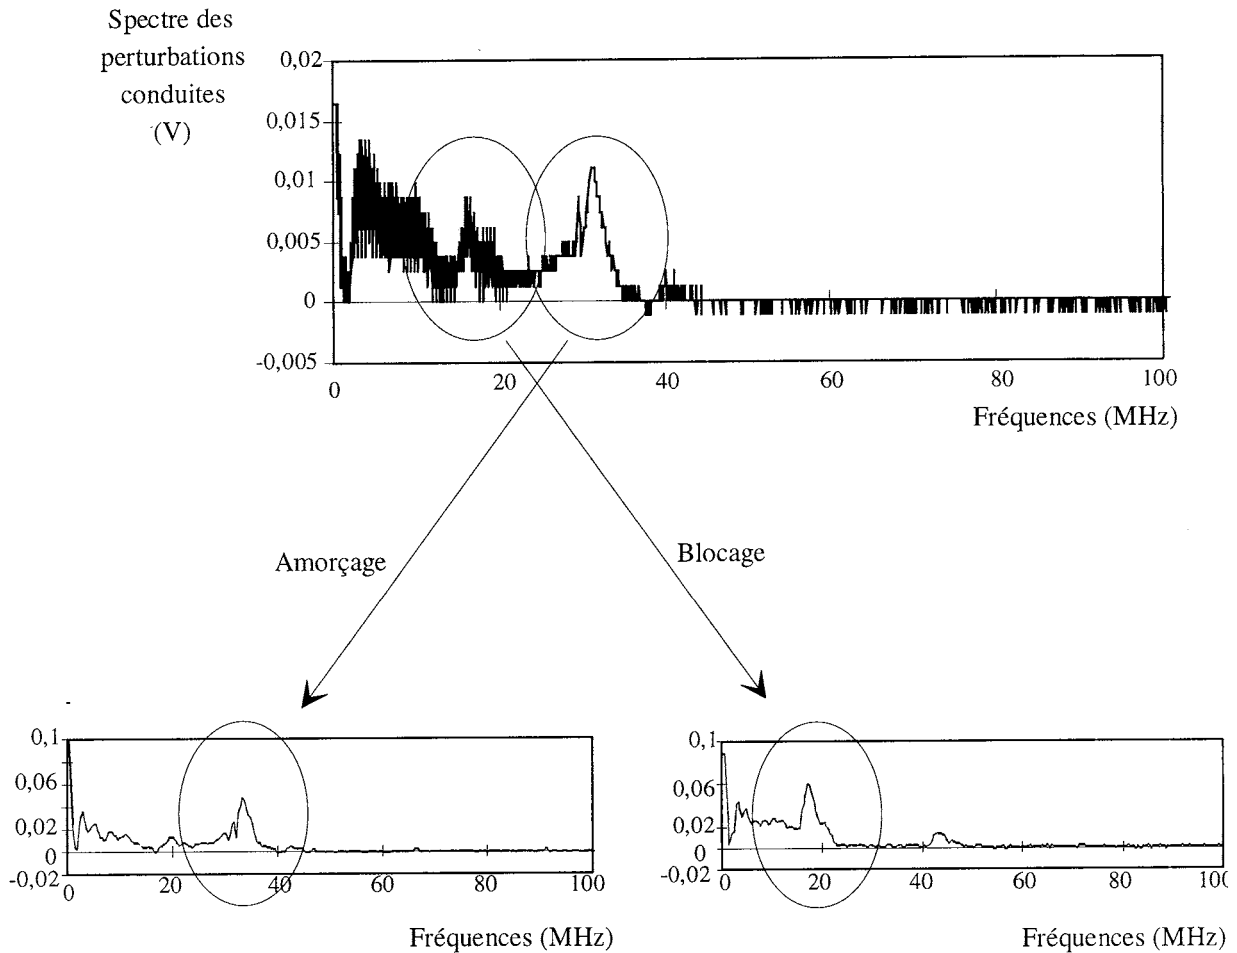 Spectre des
perturbations
conduites
(V)
0,02
0,015
0,01
0,005
0
-0,005
0 20 40 60 80 100
Fréquences (MHz)
Amorçage
Blocage
0,1
0,06
0,02
0
-0,02
0 20 40 60 80 100
Fréquences (MHz)
0,1
0,06
0,02
0
-0,02
0 20 40 60 80 100
Fréquences (MHz)